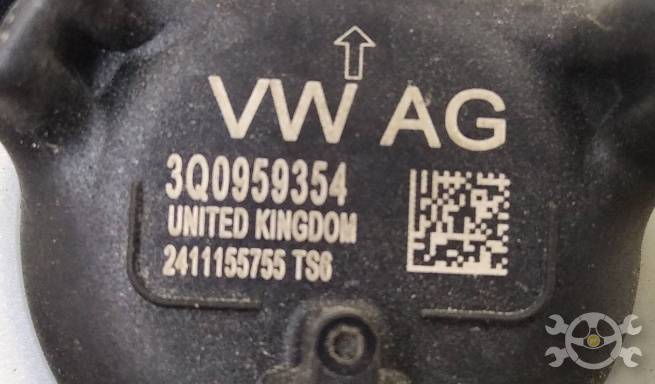 VW AG
3Q0959354
UNITED KINGDOM
2411155755 TS6